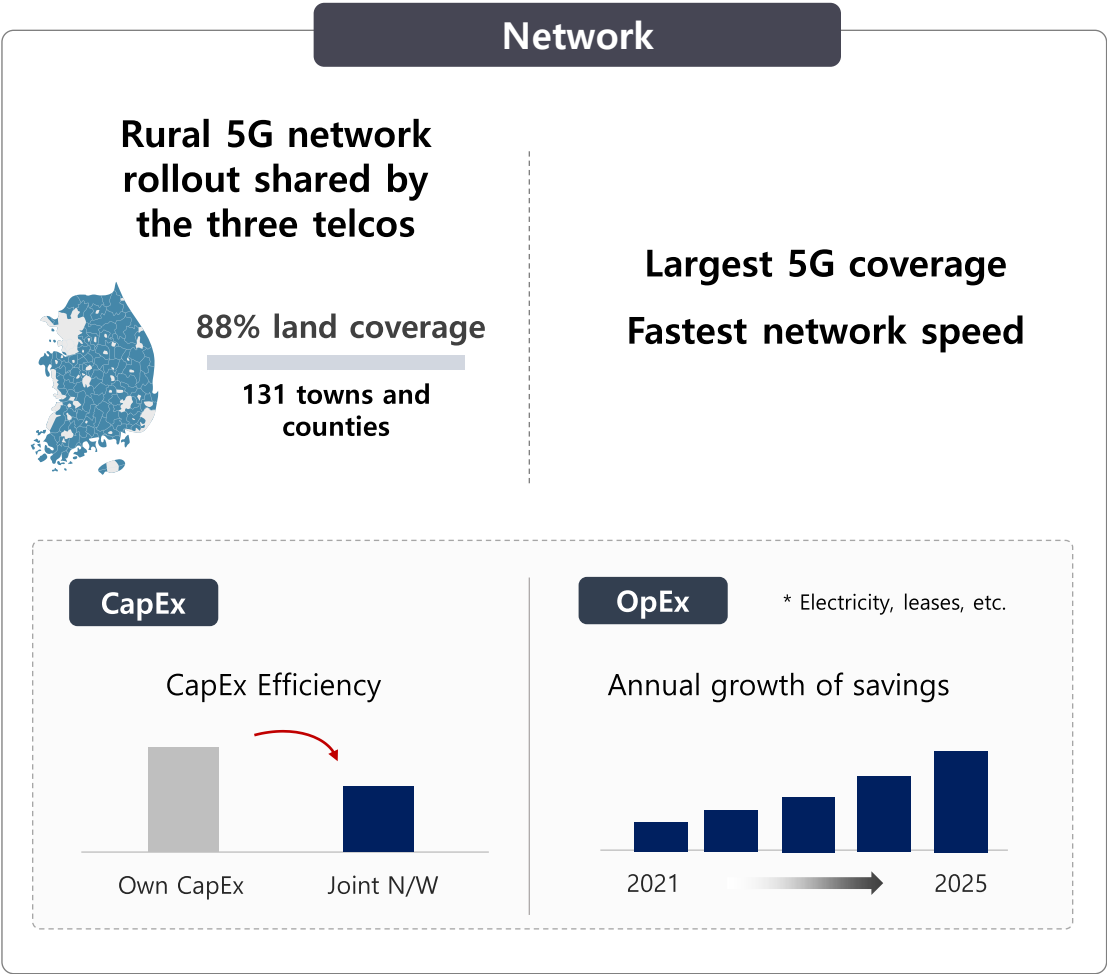 Network
Rural 5G network
rollout shared by
the three telcos
88% land coverage
131 towns and
counties
Largest 5G coverage
Fastest network speed
CapEx
CapEx Efficiency
Own CapEx
Joint N/W
OpEx
* Electricity, leases, etc.
Annual growth of savings
2021
2025